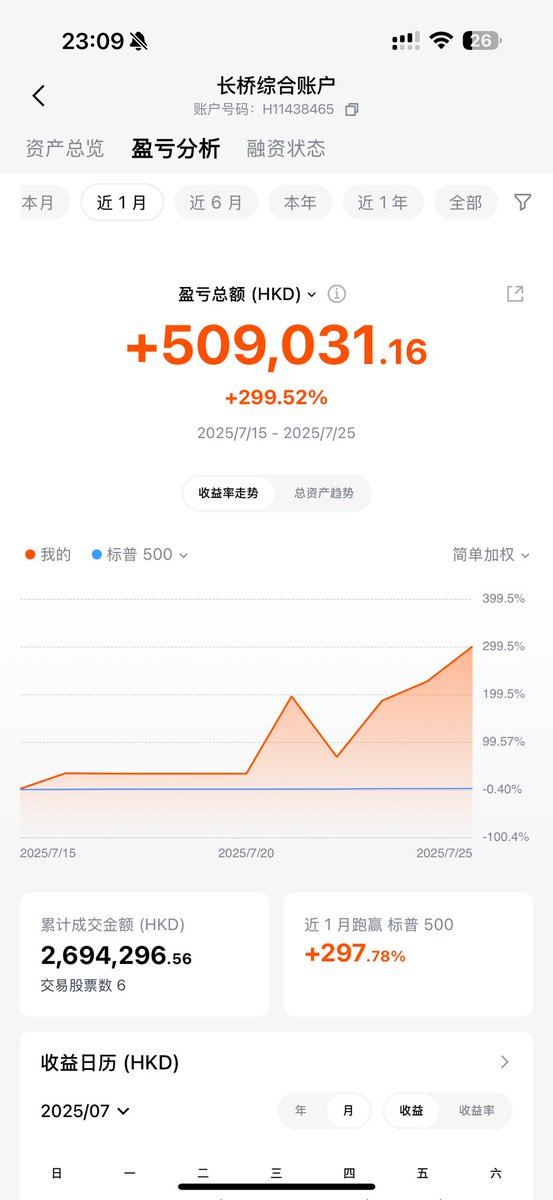 23:09
26
长桥综合账户
账户号码：H11438465
资产总览 盈亏分析 融资状态
本月 近 1 月 近 6 月 本年 近 1 年 全部
盈亏总额 (HKD)
+509,031.16
+299.52%
2025/7/15 - 2025/7/25
收益率走势 总资产趋势
我的 标普 500 简单加权
399.5%
299.5%
199.5%
99.57%
-0.40%
-100.4%
2025/7/15 2025/7/20 2025/7/25
累计成交金额 (HKD)
2,694,296.56
交易股票数 6
近 1 月跑赢 标普 500
+297.78%
收益日历 (HKD)
2025/07 年 月 收益 收益率
日 一 二 三 四 五 六